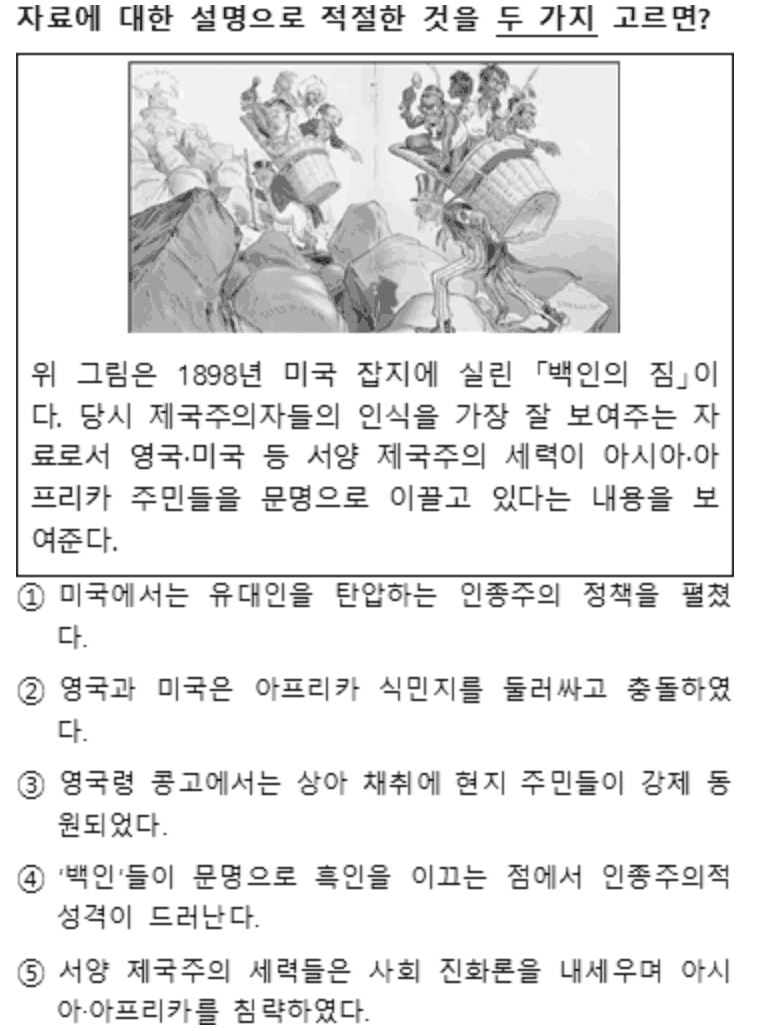 자료에 대한 설명으로 적절한 것을 두 가지 고르면?
위 그림은 1898년 미국 잡지에 실린 「백인의 짐」이
다. 당시 제국주의자들의 인식을 가장 잘 보여주는 자
료로서 영국·미국 등 서양 제국주의 세력이 아시아·아
프리카 주민들을 문명으로 이끌고 있다는 내용을 보
여준다.
① 미국에서는 유대인을 탄압하는 인종주의 정책을 펼쳤
다.
② 영국과 미국은 아프리카 식민지를 둘러싸고 충돌하였
다.
③ 영국령 콩고에서는 상아 채취에 현지 주민들이 강제 동
원되었다.
④ '백인'들이 문명으로 흑인을 이끄는 점에서 인종주의적
성격이 드러난다.
⑤ 서양 제국주의 세력들은 사회 진화론을 내세우며 아시
아·아프리카를 침략하였다.